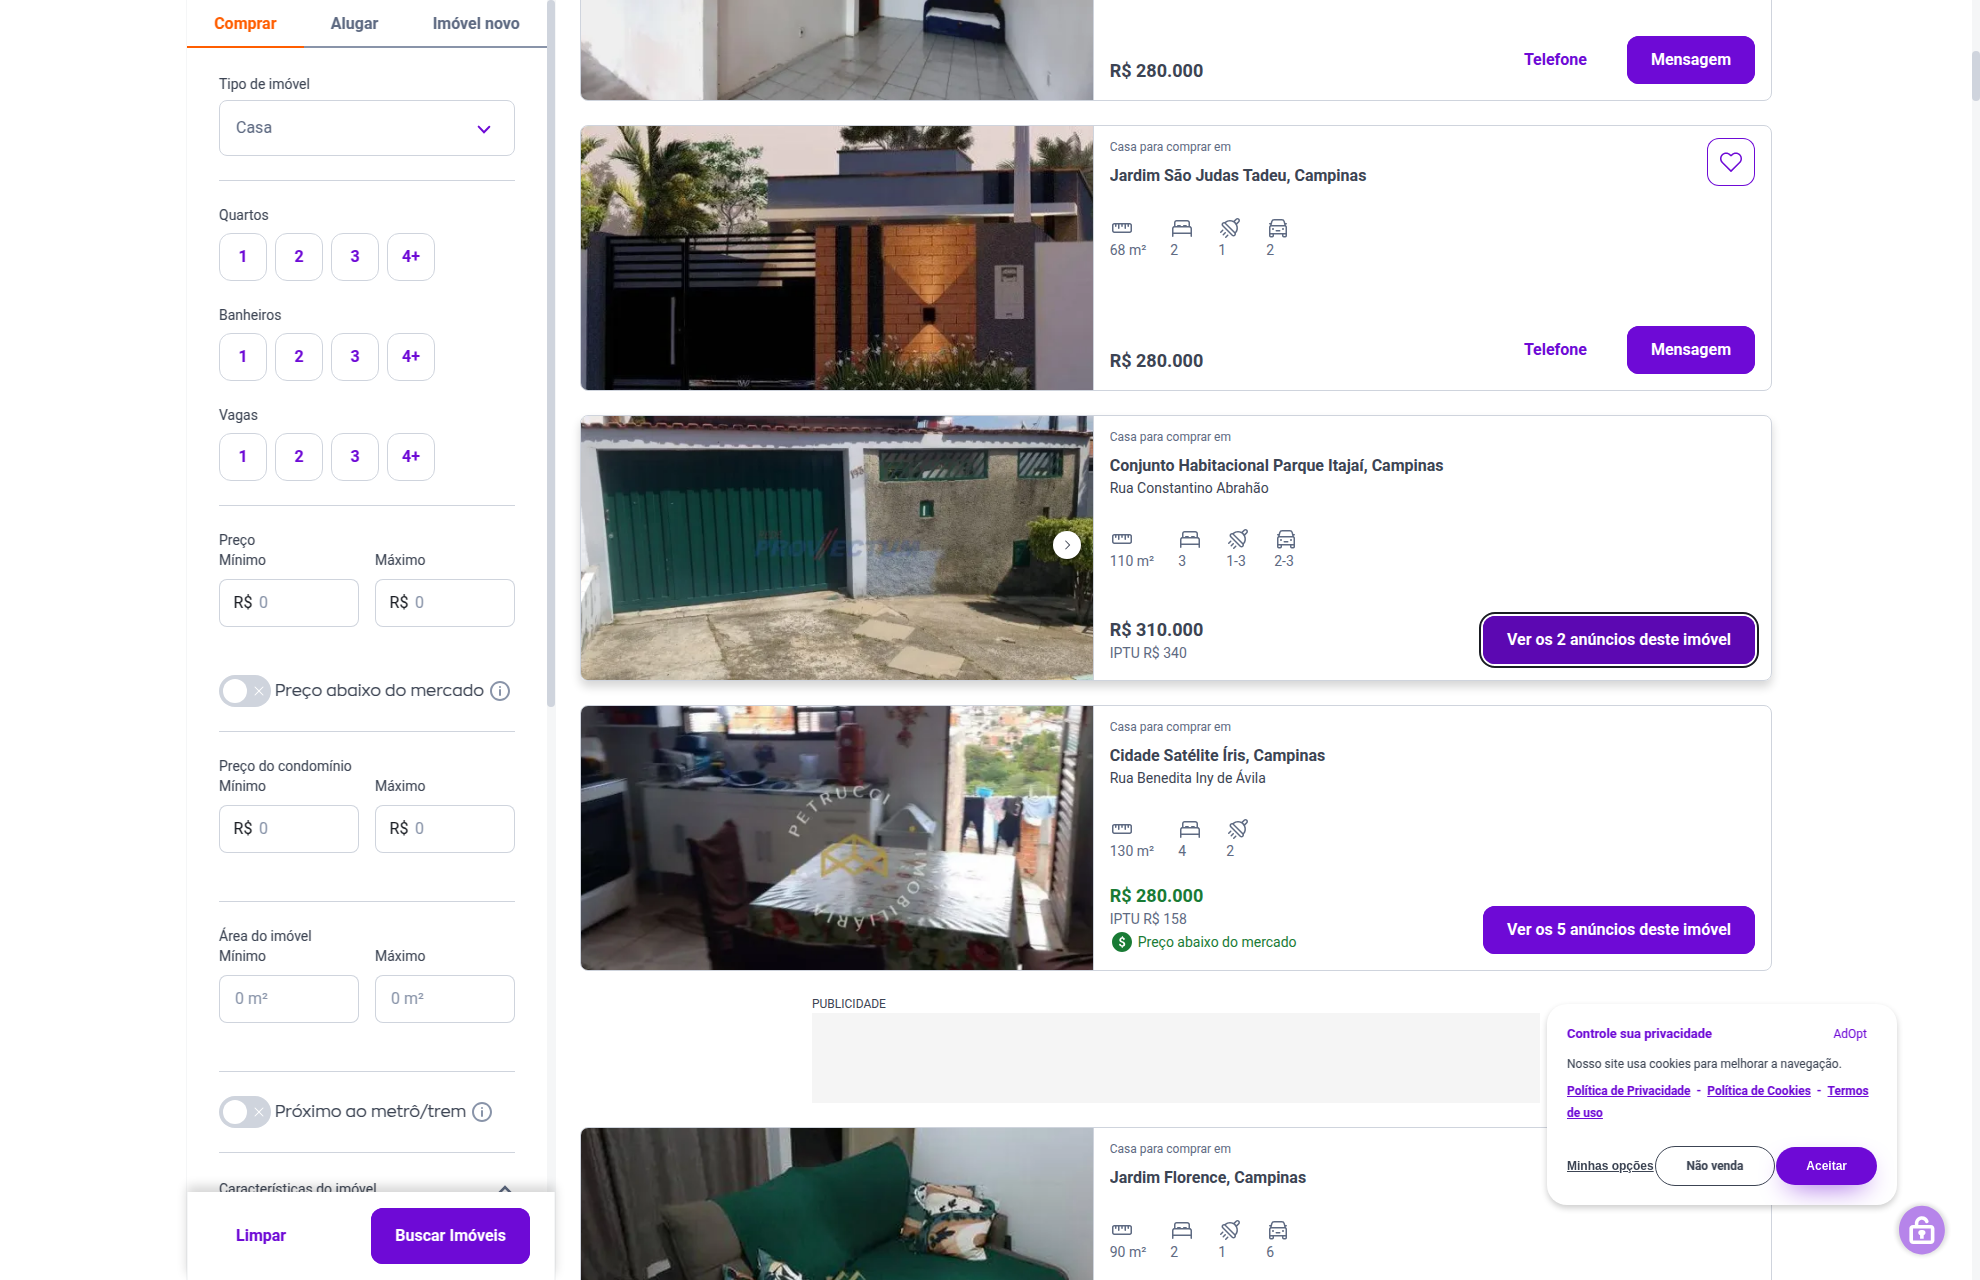 Comprar
Alugar
Imóvel novo
Tipo de imóvel
Casa
Quartos
1
2
3
4+
Banheiros
1
2
3
4+
Vagas
1
2
3
4+
Preço
Mínimo
Máximo
R$ 0
R$ 0
Preço abaixo do mercado
Preço do condomínio
Mínimo
Máximo
R$ 0
R$ 0
Área do imóvel
Mínimo
Máximo
0 m²
0 m²
Próximo ao metrô/trem
Características do imóvel
Limpar
Buscar Imóveis
R$ 280.000
Telefone
Mensagem
Casa para comprar em
Jardim São Judas Tadeu, Campinas
68 m²
2
1
2
R$ 280.000
Telefone
Mensagem
193
Casa para comprar em
Conjunto Habitacional Parque Itajaí, Campinas
Rua Constantino Abrahão
110 m²
3
1-3
2-3
R$ 310.000
IPTU R$ 340
Ver os 2 anúncios deste imóvel
PETRUCCI
IMOBILIÁRIA
Casa para comprar em
Cidade Satélite Íris, Campinas
Rua Benedita Iny de Ávila
130 m²
4
2
R$ 280.000
IPTU R$ 158
$ Preço abaixo do mercado
Ver os 5 anúncios deste imóvel
PUBLICIDADE
Casa para comprar em
Jardim Florence, Campinas
90 m²
2
1
6
Controle sua privacidade
AdOpt
Nosso site usa cookies para melhorar a navegação.
Política de Privacidade - Política de Cookies - Termos
de uso
Minhas opções
Não venda
Aceitar